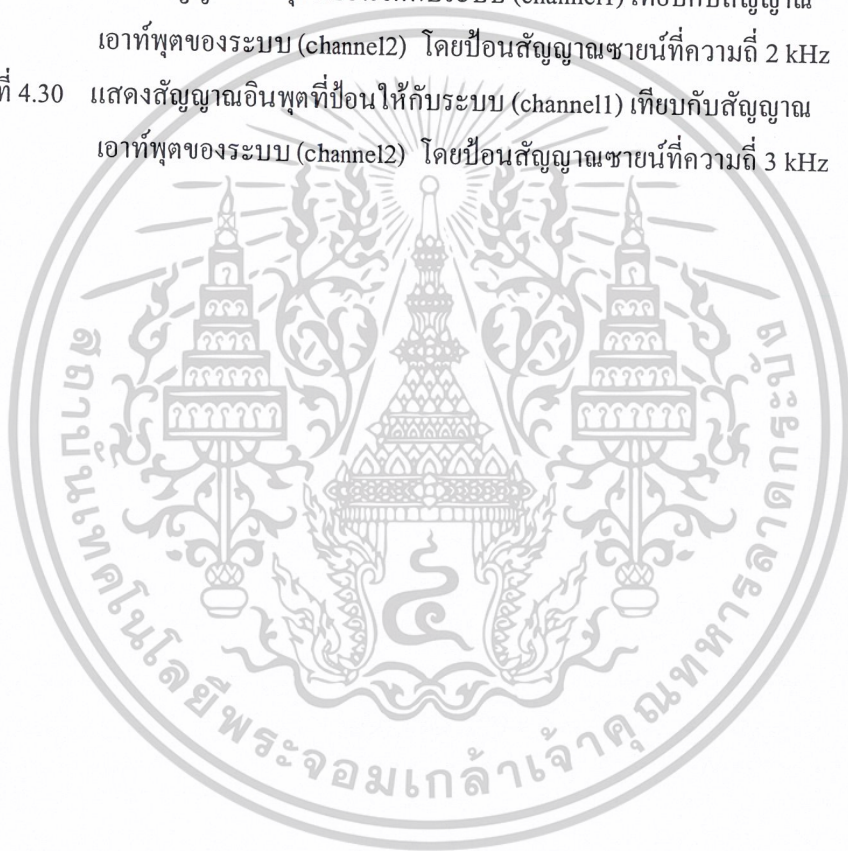 เอาท์พุตของระบบ (channel2) โดยป้อนสัญญาณซายน์ที่ความถี่ 2 kHz
ที่ 4.30 แสดงสัญญาณอินพุตที่ป้อนให้กับระบบ (channel1) เทียบกับสัญญาณ
เอาท์พุตของระบบ (channel2) โดยป้อนสัญญาณซายน์ที่ความถี่ 3 kHz
สถาบันเทคโนโลยีพระจอมเกล้าเจ้าคุณทหารลาดกระบัง